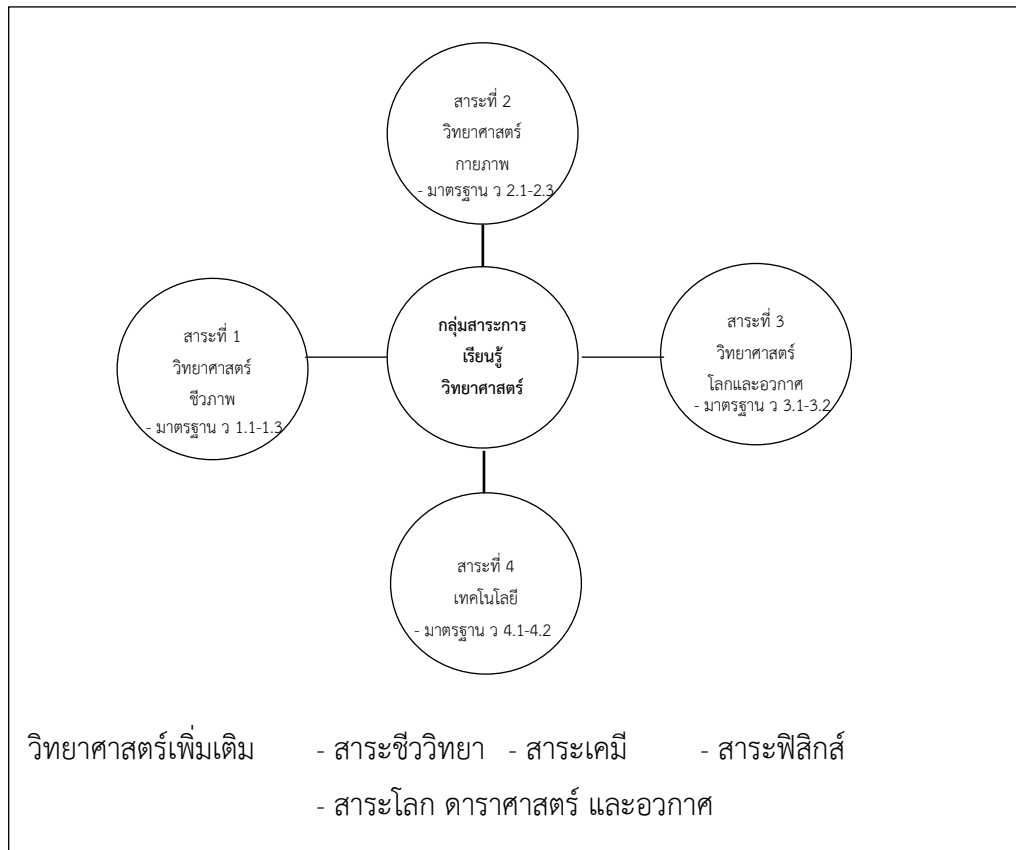 สาระที่ 2
วิทยาศาสตร์
กายภาพ
- มาตรฐาน ว 2.1-2.3
สาระที่ 1
วิทยาศาสตร์
ชีวภาพ
- มาตรฐาน ว 1.1-1.3
กลุ่มสาระการ
เรียนรู้
วิทยาศาสตร์
สาระที่ 3
วิทยาศาสตร์
โลกและอวกาศ
- มาตรฐาน ว 3.1-3.2
สาระที่ 4
เทคโนโลยี
- มาตรฐาน ว 4.1-4.2
วิทยาศาสตร์เพิ่มเติม - สาระชีววิทยา - สาระเคมี - สาระฟิสิกส์
- สาระโลก ดาราศาสตร์ และอวกาศ